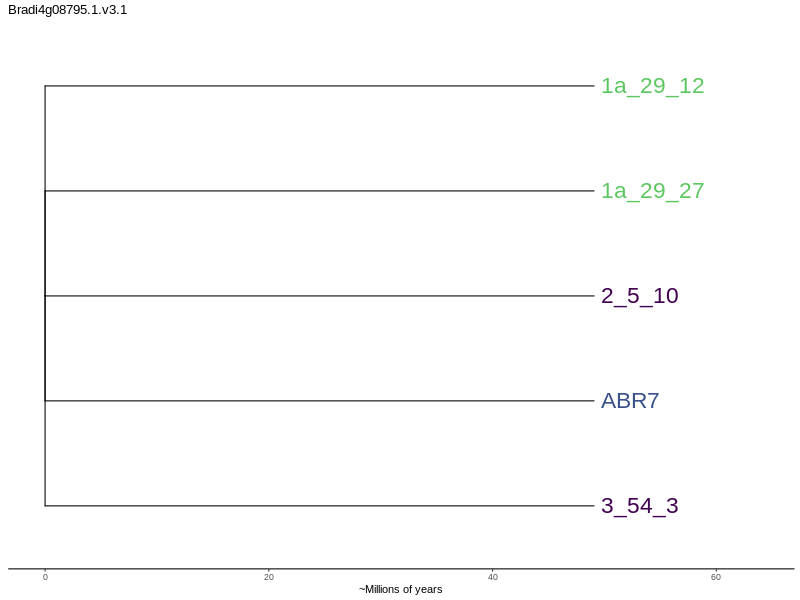 Bradi4g08795.1.v3.1
1a_29_12
1a_29_27
2_5_10
ABR7
3_54_3
0 20 40 60
~Millions of years